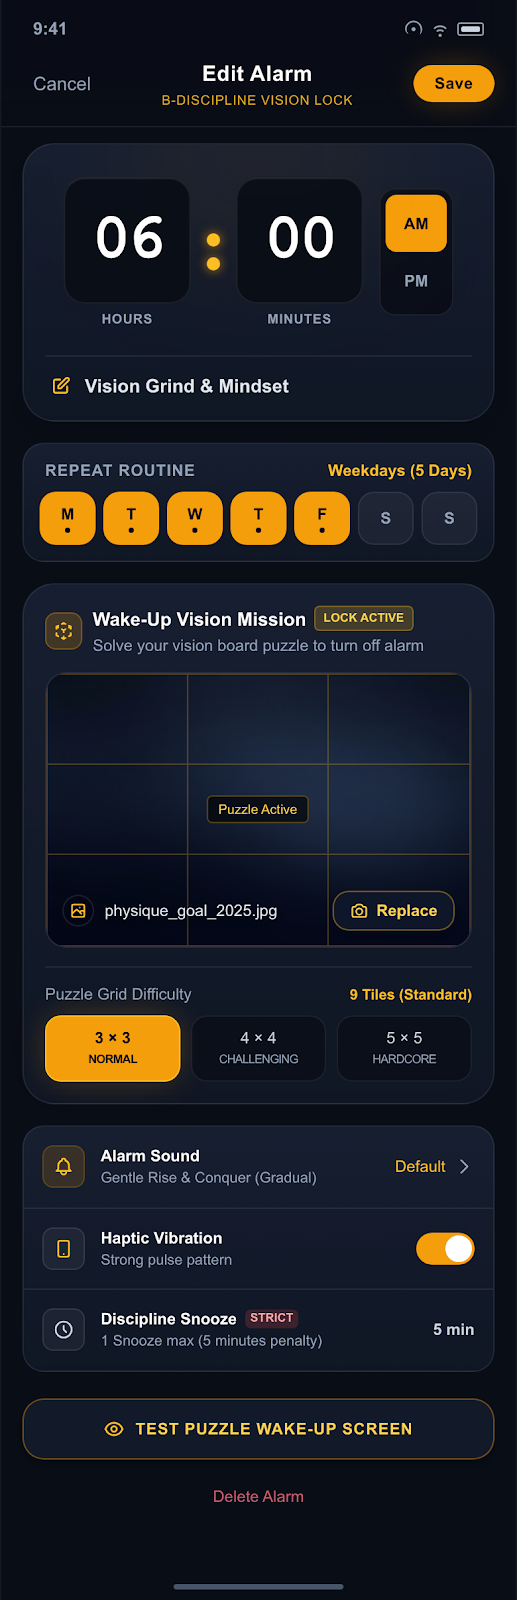 9:41
Cancel
Edit Alarm
B-DISCIPLINE VISION LOCK
Save
06
:
00
AM
PM
HOURS
MINUTES
Vision Grind & Mindset
REPEAT ROUTINE
Weekdays (5 Days)
M T W T F S S
Wake-Up Vision Mission
LOCK ACTIVE
Solve your vision board puzzle to turn off alarm
Puzzle Active
physique_goal_2025.jpg
Replace
Puzzle Grid Difficulty
9 Tiles (Standard)
3 × 3
NORMAL
4 × 4
CHALLENGING
5 × 5
HARDCORE
Alarm Sound
Gentle Rise & Conquer (Gradual)
Default
Haptic Vibration
Strong pulse pattern
Discipline Snooze
STRICT
1 Snooze max (5 minutes penalty)
5 min
TEST PUZZLE WAKE-UP SCREEN
Delete Alarm